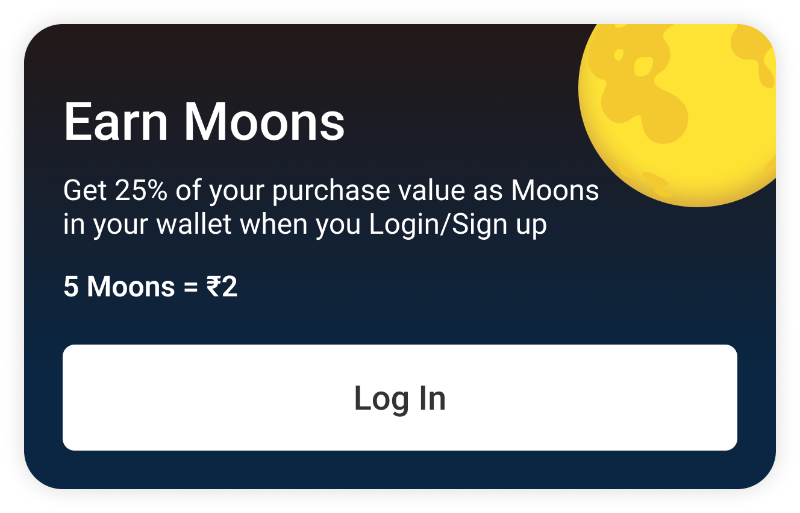 Earn Moons
Get 25% of your purchase value as Moons
in your wallet when you Login/Sign up
5 Moons = ₹2
Log In